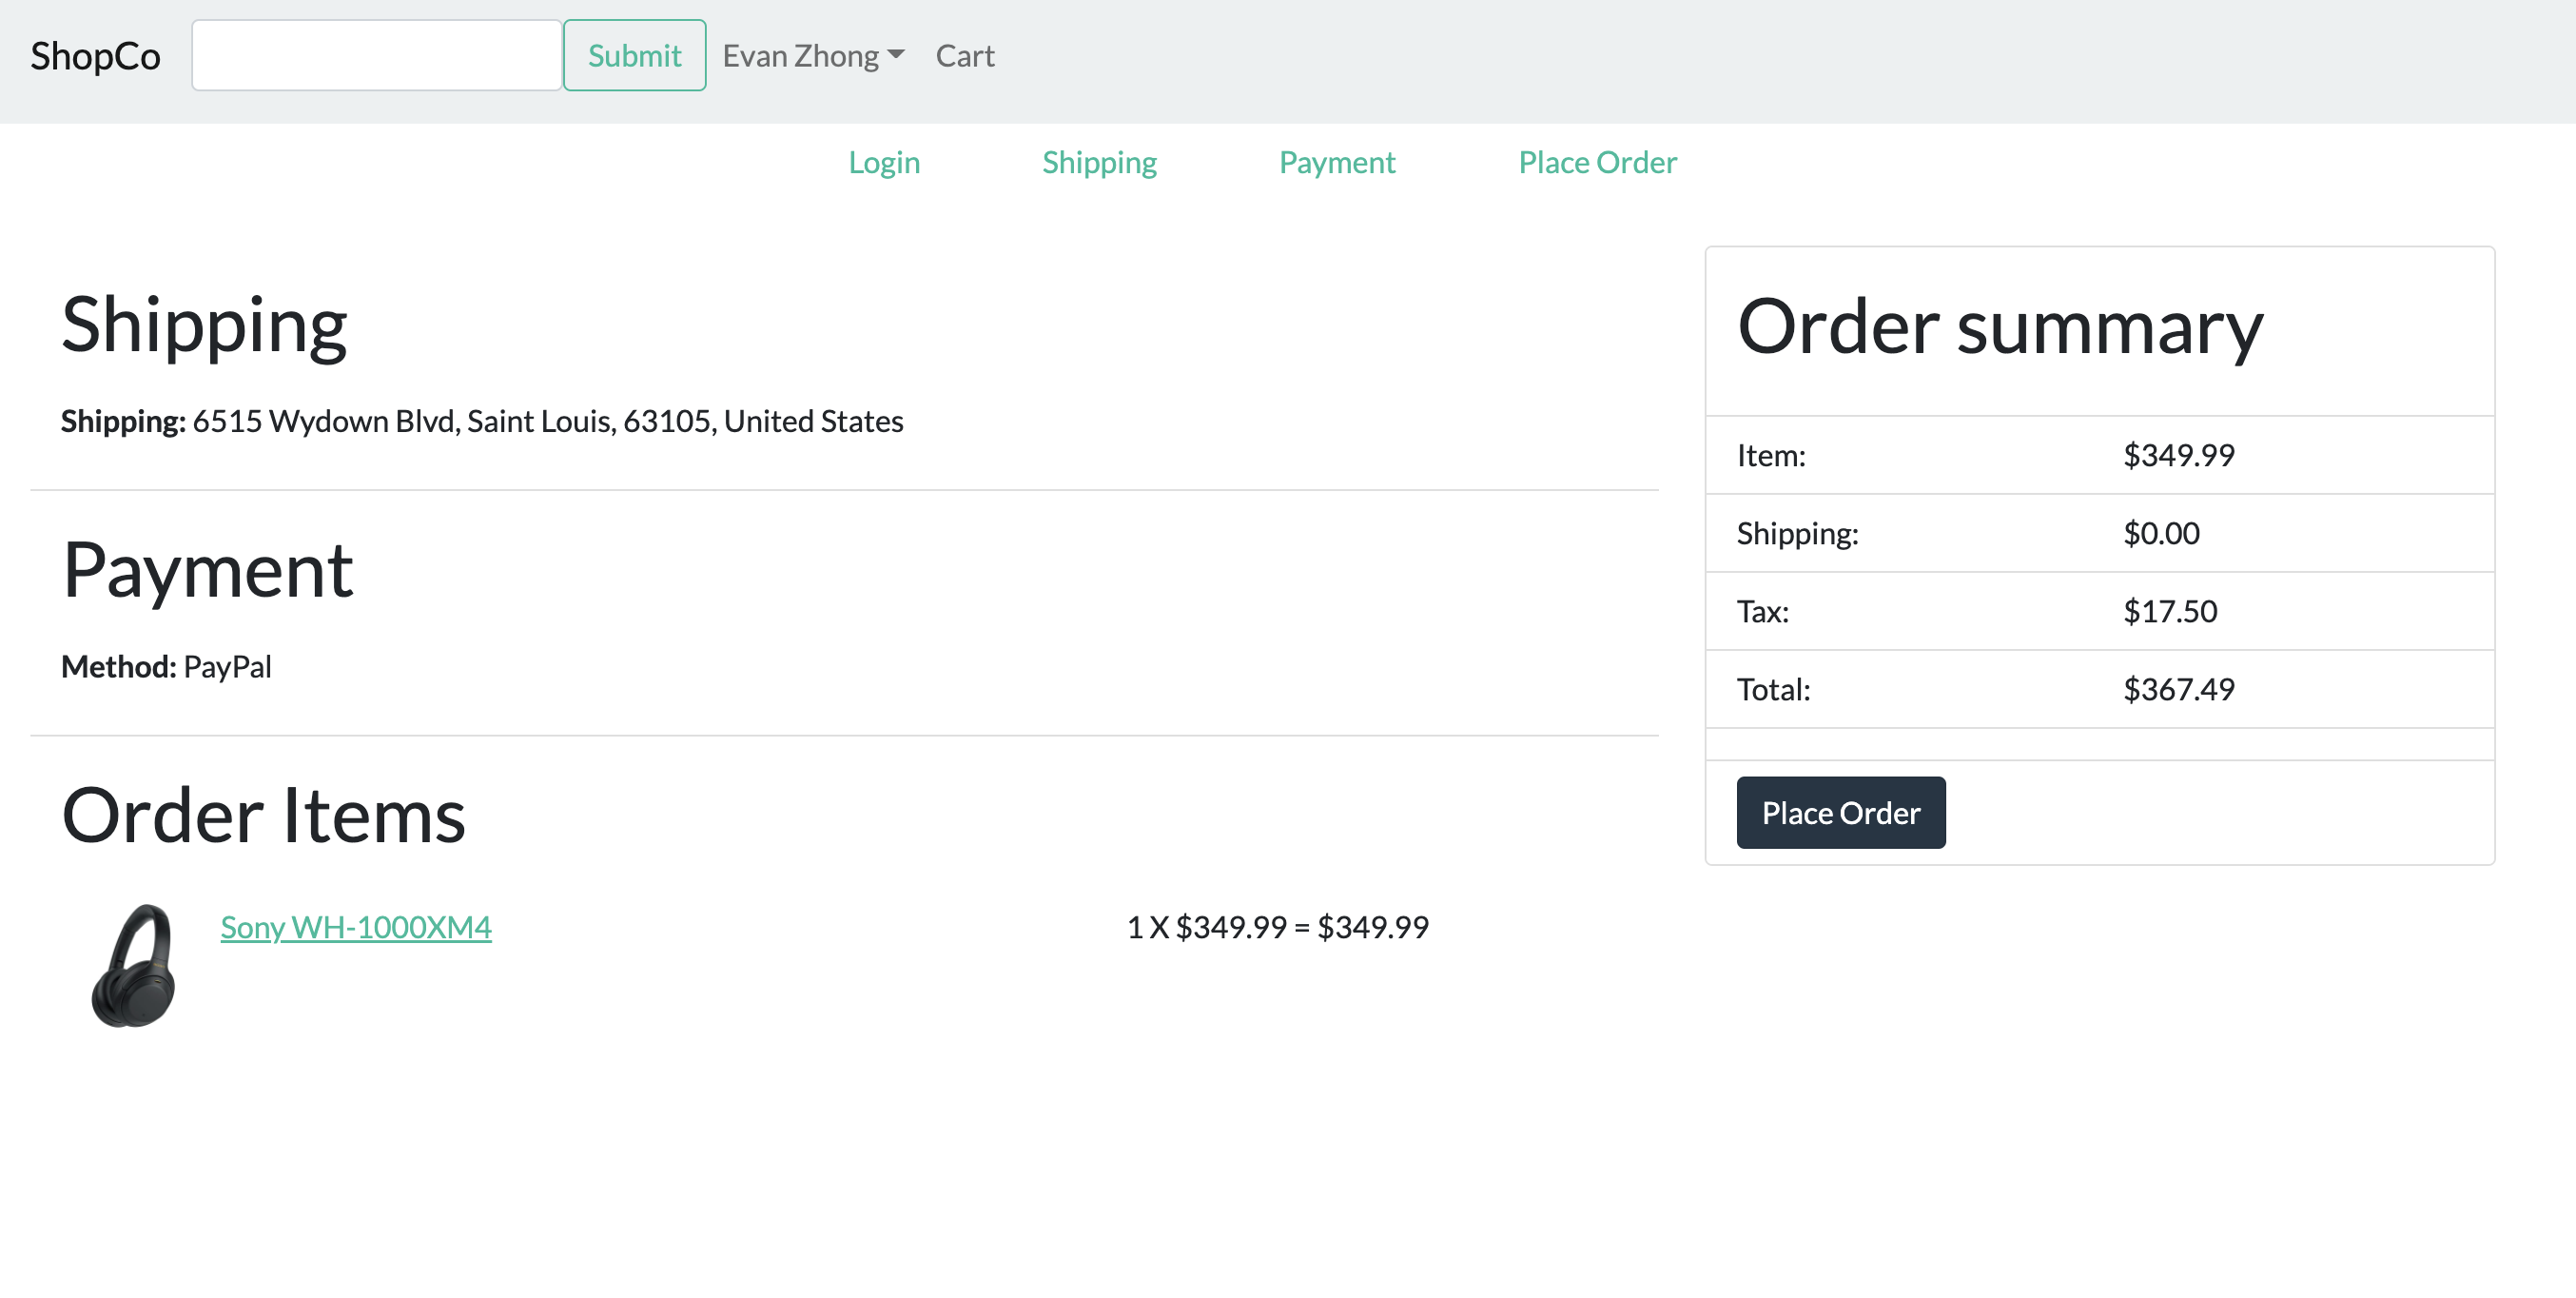 ShopCo Submit Evan Zhong Cart
Login Shipping Payment Place Order
Shipping
Shipping: 6515 Wydown Blvd, Saint Louis, 63105, United States
Payment
Method: PayPal
Order Items
Sony WH-1000XM4 1 X $349.99 = $349.99
Order summary
Item: $349.99
Shipping: $0.00
Tax: $17.50
Total: $367.49
Place Order